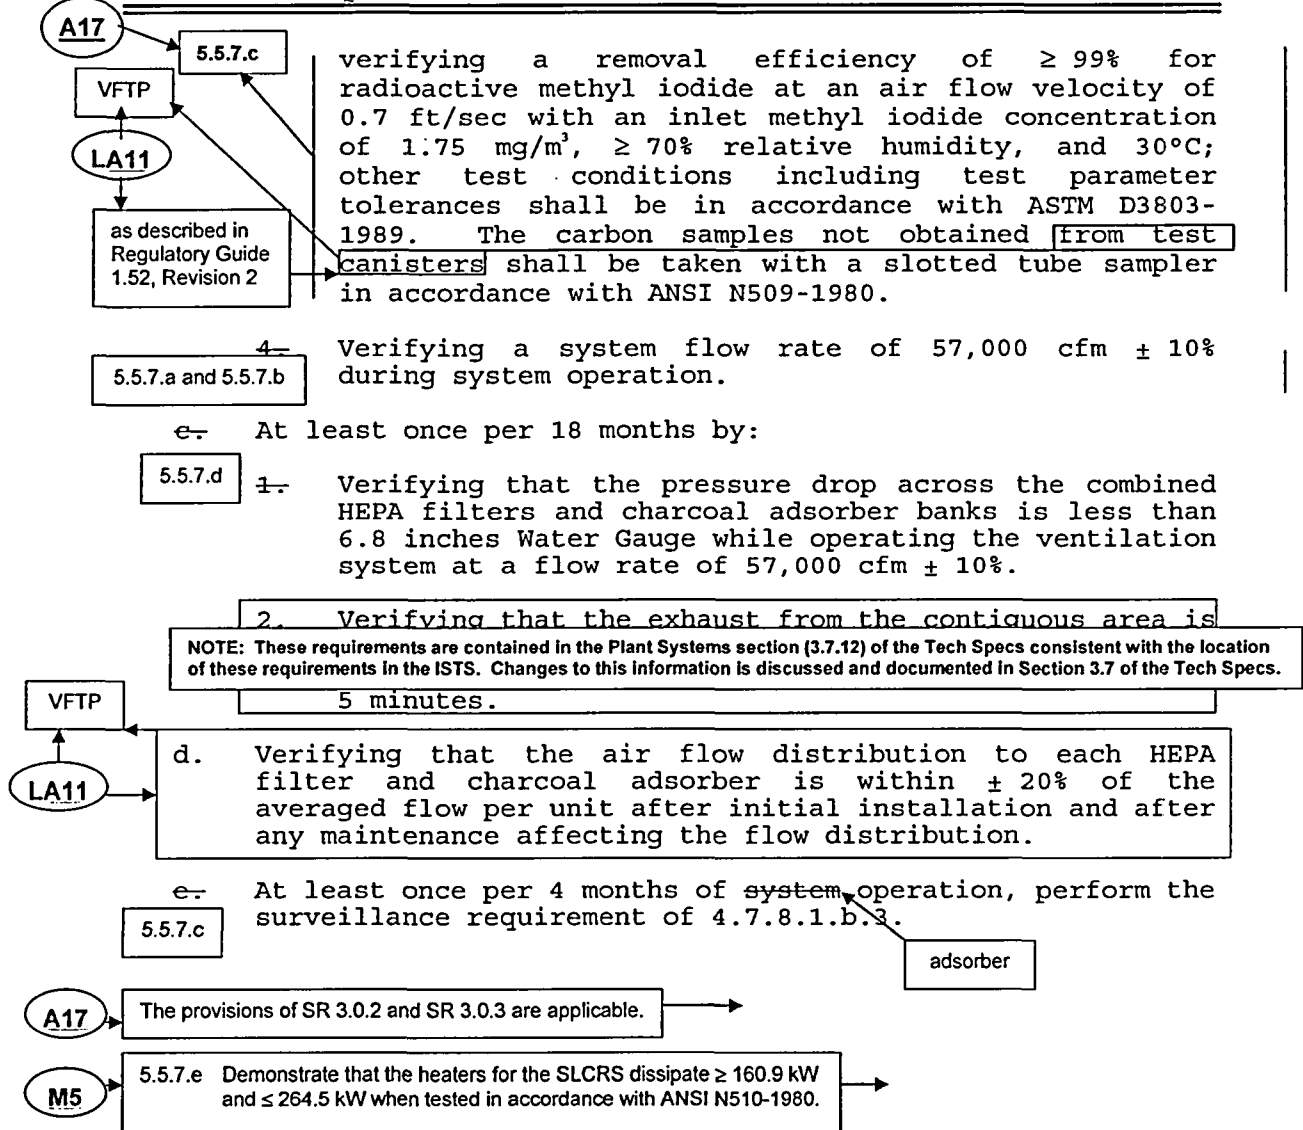 A17
5.5.7.c
verifying a removal efficiency of ≥ 99% for
VFTP
radioactive methyl iodide at an air flow velocity of
0.7 ft/sec with an inlet methyl iodide concentration
LA11
of 1.75 mg/m³, ≥ 70% relative humidity, and 30°C;
other test conditions including test parameter
tolerances shall be in accordance with ASTM D3803-
as described in
Regulatory Guide
1.52, Revision 2
1989. The carbon samples not obtained from test
canisters shall be taken with a slotted tube sampler
in accordance with ANSI N509-1980.
4. Verifying a system flow rate of 57,000 cfm ± 10%
during system operation.
5.5.7.a and 5.5.7.b
c. At least once per 18 months by:
5.5.7.d
1. Verifying that the pressure drop across the combined
HEPA filters and charcoal adsorber banks is less than
6.8 inches Water Gauge while operating the ventilation
system at a flow rate of 57,000 cfm ± 10%.
2. Verifying that the exhaust from the contiguous area is
NOTE: These requirements are contained in the Plant Systems section (3.7.12) of the Tech Specs consistent with the location
of these requirements in the ISTS. Changes to this information is discussed and documented in Section 3.7 of the Tech Specs.
5 minutes.
VFTP
LA11
d. Verifying that the air flow distribution to each HEPA
filter and charcoal adsorber is within ± 20% of the
averaged flow per unit after initial installation and after
any maintenance affecting the flow distribution.
e. At least once per 4 months of system operation, perform the
surveillance requirement of 4.7.8.1.b.3.
5.5.7.c
adsorber
A17
The provisions of SR 3.0.2 and SR 3.0.3 are applicable.
M5
5.5.7.e Demonstrate that the heaters for the SLCRS dissipate ≥ 160.9 kW
and ≤ 264.5 kW when tested in accordance with ANSI N510-1980.